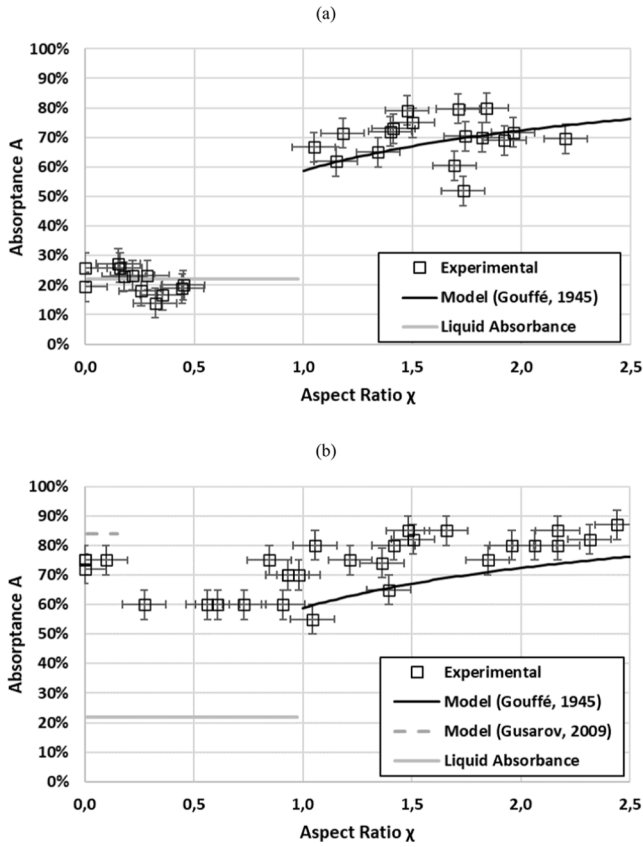 (a)
100%
90%
80%
70%
60%
50%
40%
30%
20%
10%
0%
Absorptance A
Experimental
Model (Gouffé, 1945)
Liquid Absorbance
0,0 0,5 1,0 1,5 2,0 2,5
Aspect Ratio χ
(b)
100%
90%
80%
70%
60%
50%
40%
30%
20%
10%
0%
Absorptance A
Experimental
Model (Gouffé, 1945)
Model (Gusarov, 2009)
Liquid Absorbance
0,0 0,5 1,0 1,5 2,0 2,5
Aspect Ratio χ